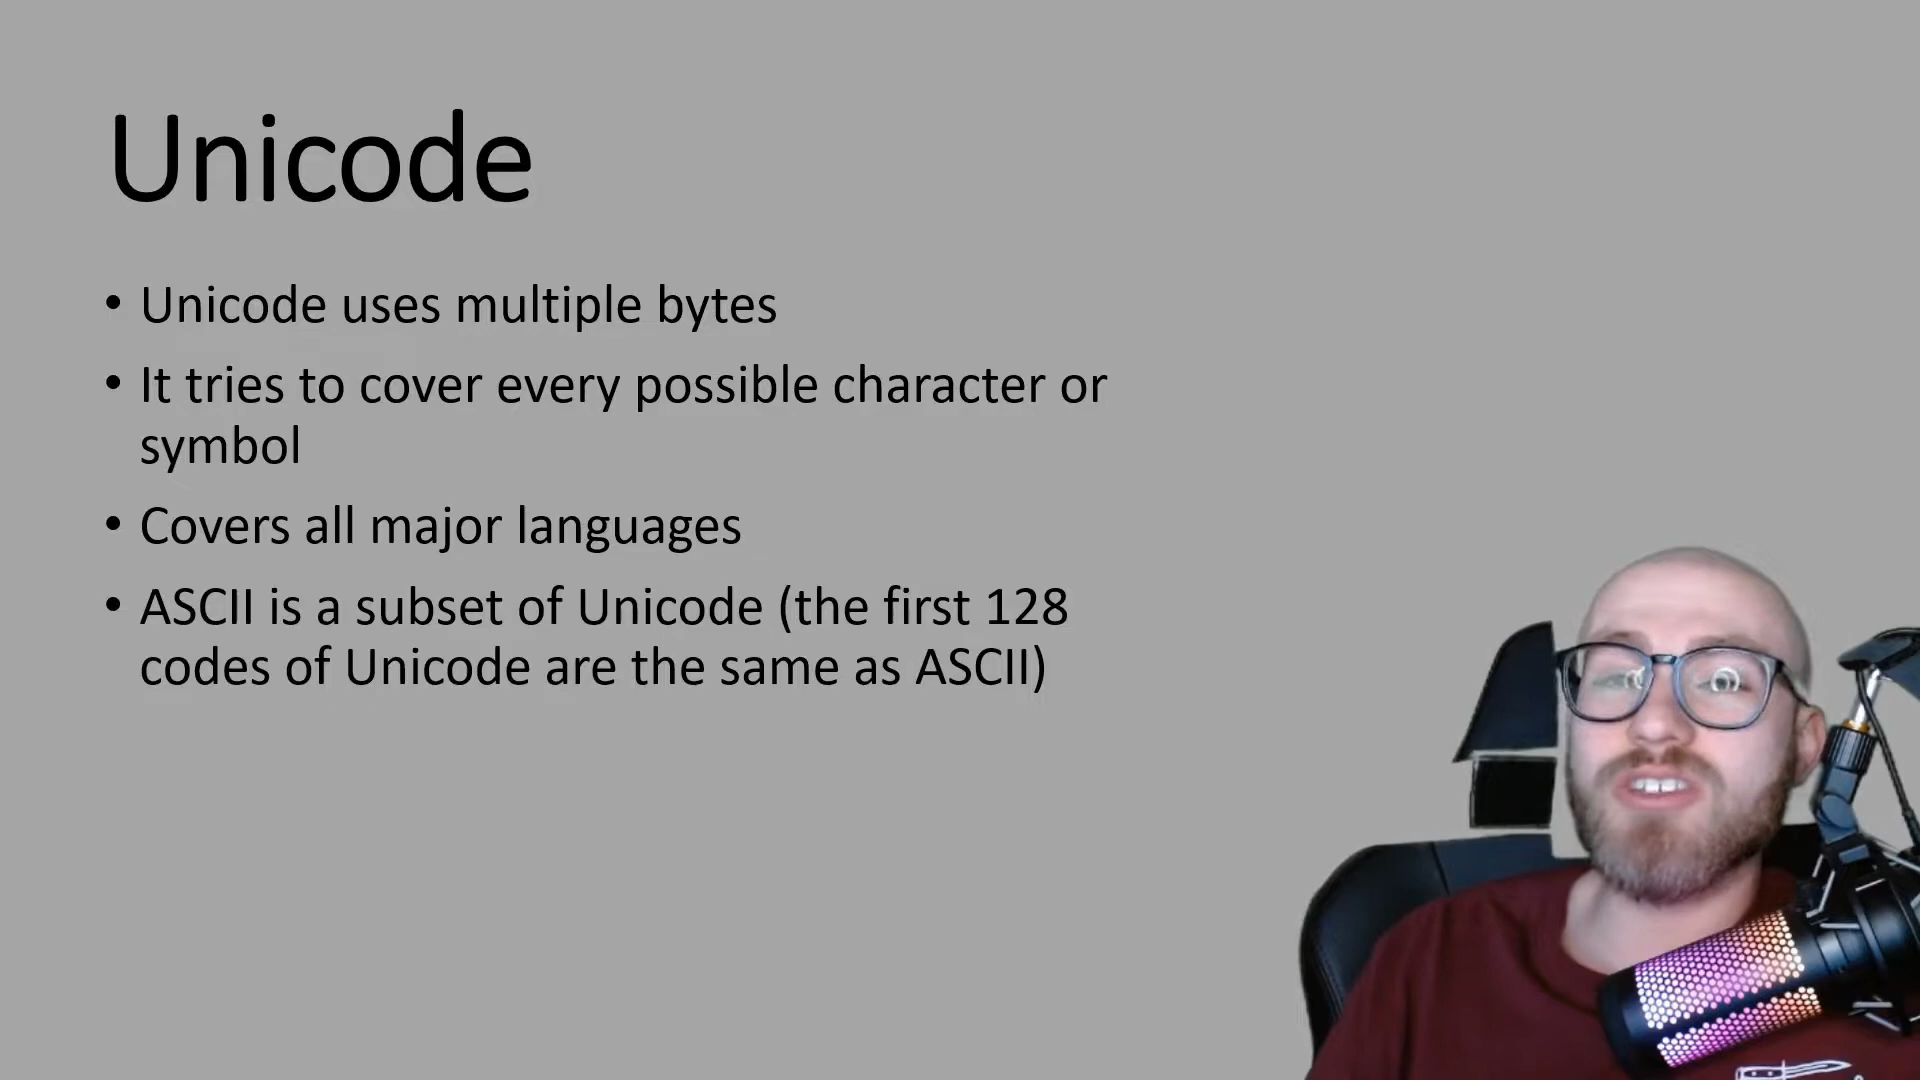 Unicode
• Unicode uses multiple bytes
• It tries to cover every possible character or
symbol
• Covers all major languages
• ASCII is a subset of Unicode (the first 128
codes of Unicode are the same as ASCII)